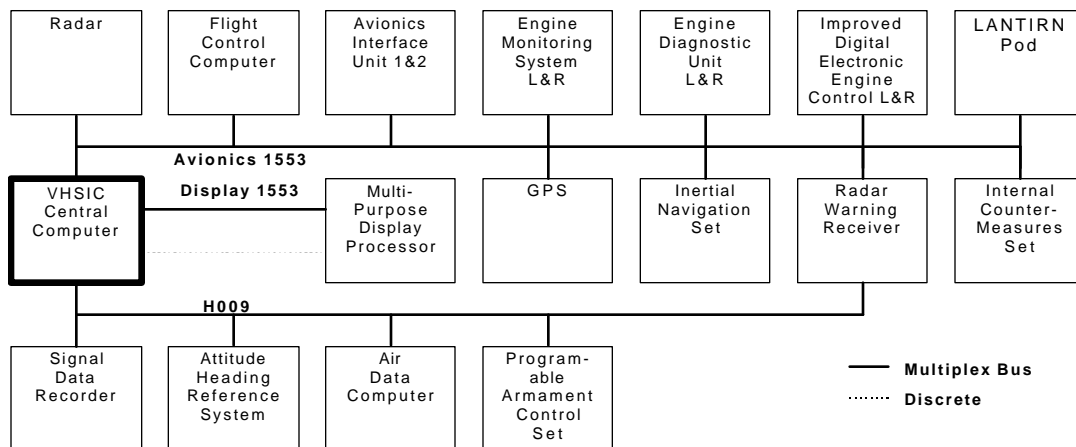 Radar
Flight
Control
Computer
Avionics
Interface
Unit 1&2
Engine
Monitoring
System
L&R
Engine
Diagnostic
Unit
L&R
Improved
Digital
Electronic
Engine
Control L&R
LANTIRN
Pod
Avionics 1553
VHSIC
Central
Computer
Display 1553
Multi-
Purpose
Display
Processor
GPS
Inertial
Navigation
Set
Radar
Warning
Receiver
Internal
Counter-
Measures
Set
H009
Signal
Data
Recorder
Attitude
Heading
Reference
System
Air
Data
Computer
Program-
able
Armament
Control
Set
Multiplex Bus
Discrete